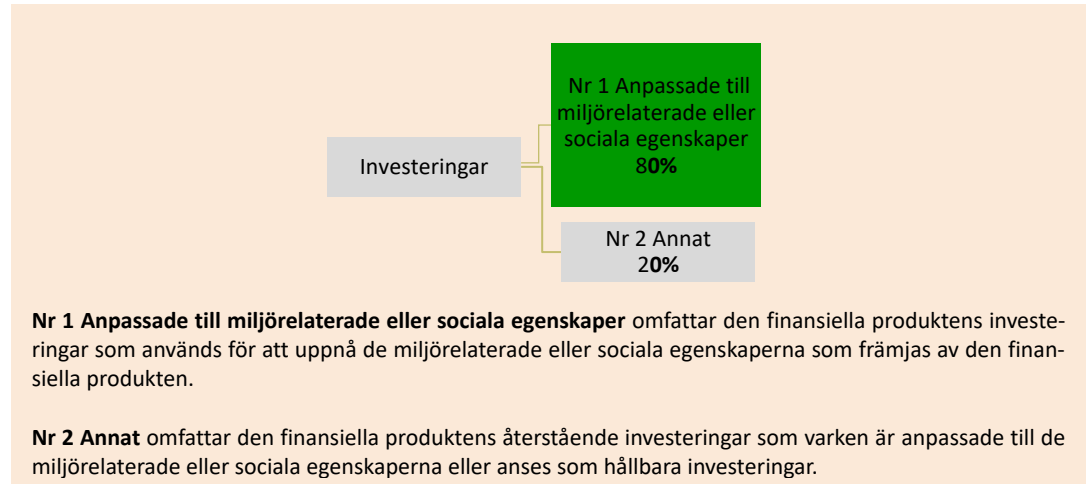 Nr 1 Anpassade till
miljörelaterade eller
sociala egenskaper
80%
Investeringar
Nr 2 Annat
20%
Nr 1 Anpassade till miljörelaterade eller sociala egenskaper omfattar den finansiella produktens investe-
ringar som används för att uppnå de miljörelaterade eller sociala egenskaperna som främjas av den finan-
siella produkten.
Nr 2 Annat omfattar den finansiella produktens återstående investeringar som varken är anpassade till de
miljörelaterade eller sociala egenskaperna eller anses som hållbara investeringar.